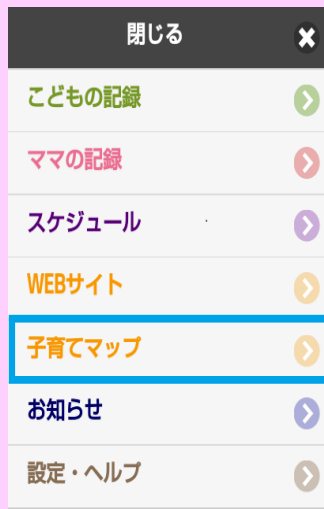 閉じる
こどもの記録
ママの記録
スケジュール
WEBサイト
子育てマップ
お知らせ
設定・ヘルプ